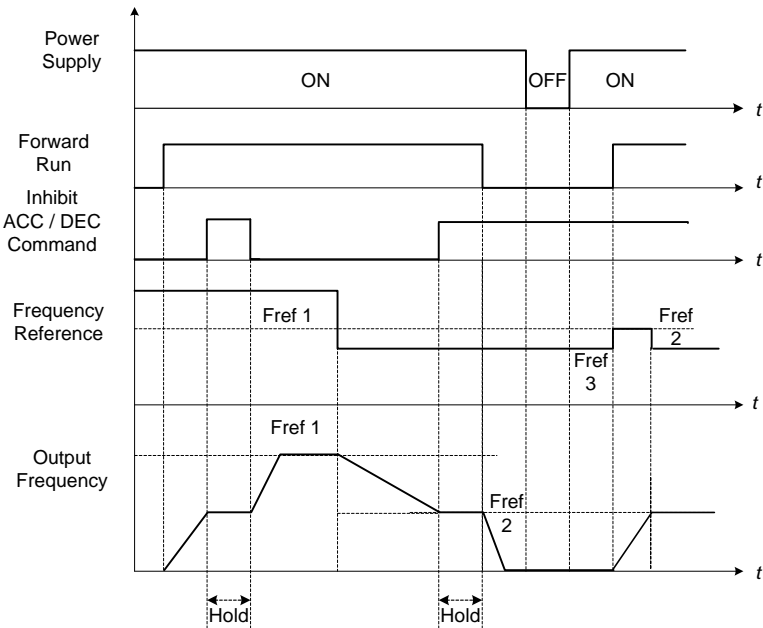 Power
Supply
ON
OFF
ON
t
Forward
Run
t
Inhibit
ACC / DEC
Command
t
Frequency
Reference
Fref 1
Fref
3
Fref
2
t
Output
Frequency
Fref 1
Fref
2
t
Hold
Hold